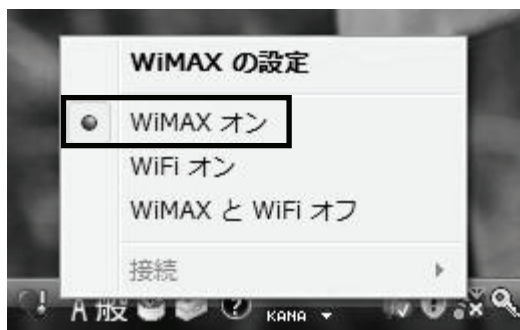 WiMAX の設定
WiMAX オン
WiFi オン
WiMAX と WiFi オフ
接続
A 般 KANA